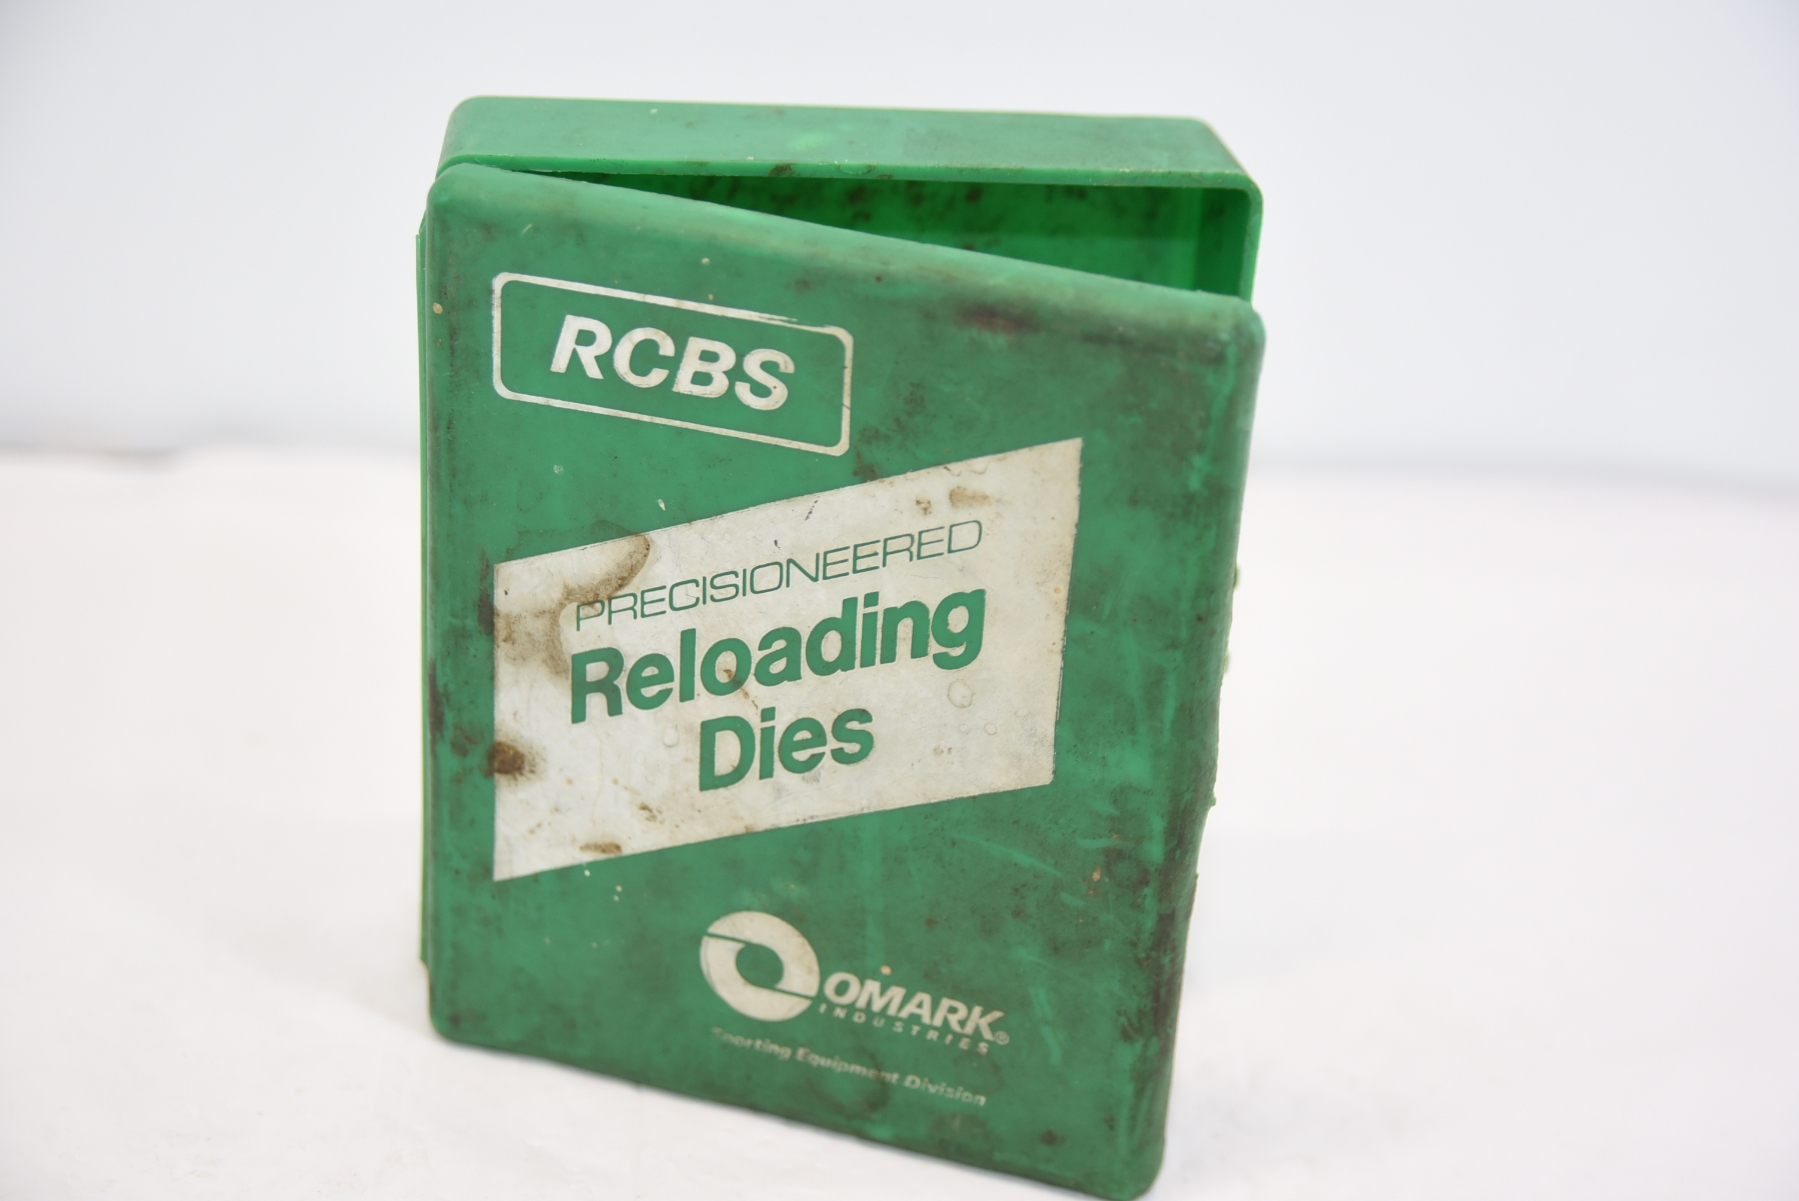 RCBS
PRECISIONEERED
Reloading
Dies
OMARK®
INDUSTRIES
Sporting Equipment Division